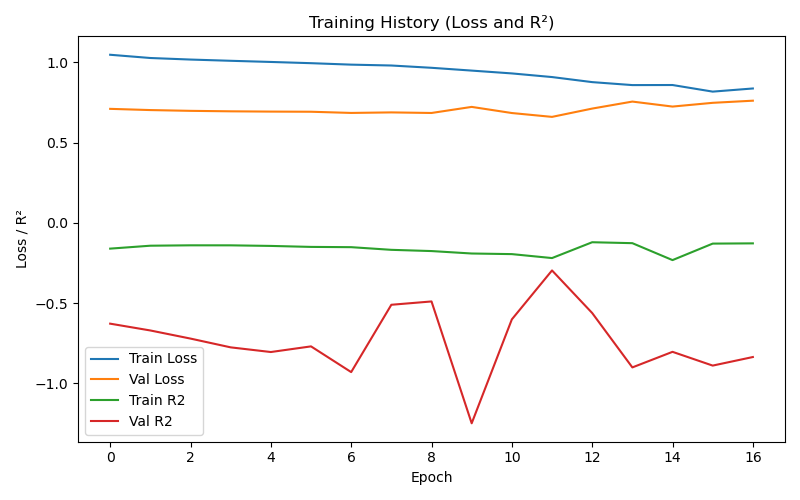 Training History (Loss and R²)
Loss / R²
1.0
0.5
0.0
−0.5
−1.0
Train Loss
Val Loss
Train R2
Val R2
0 2 4 6 8 10 12 14 16
Epoch